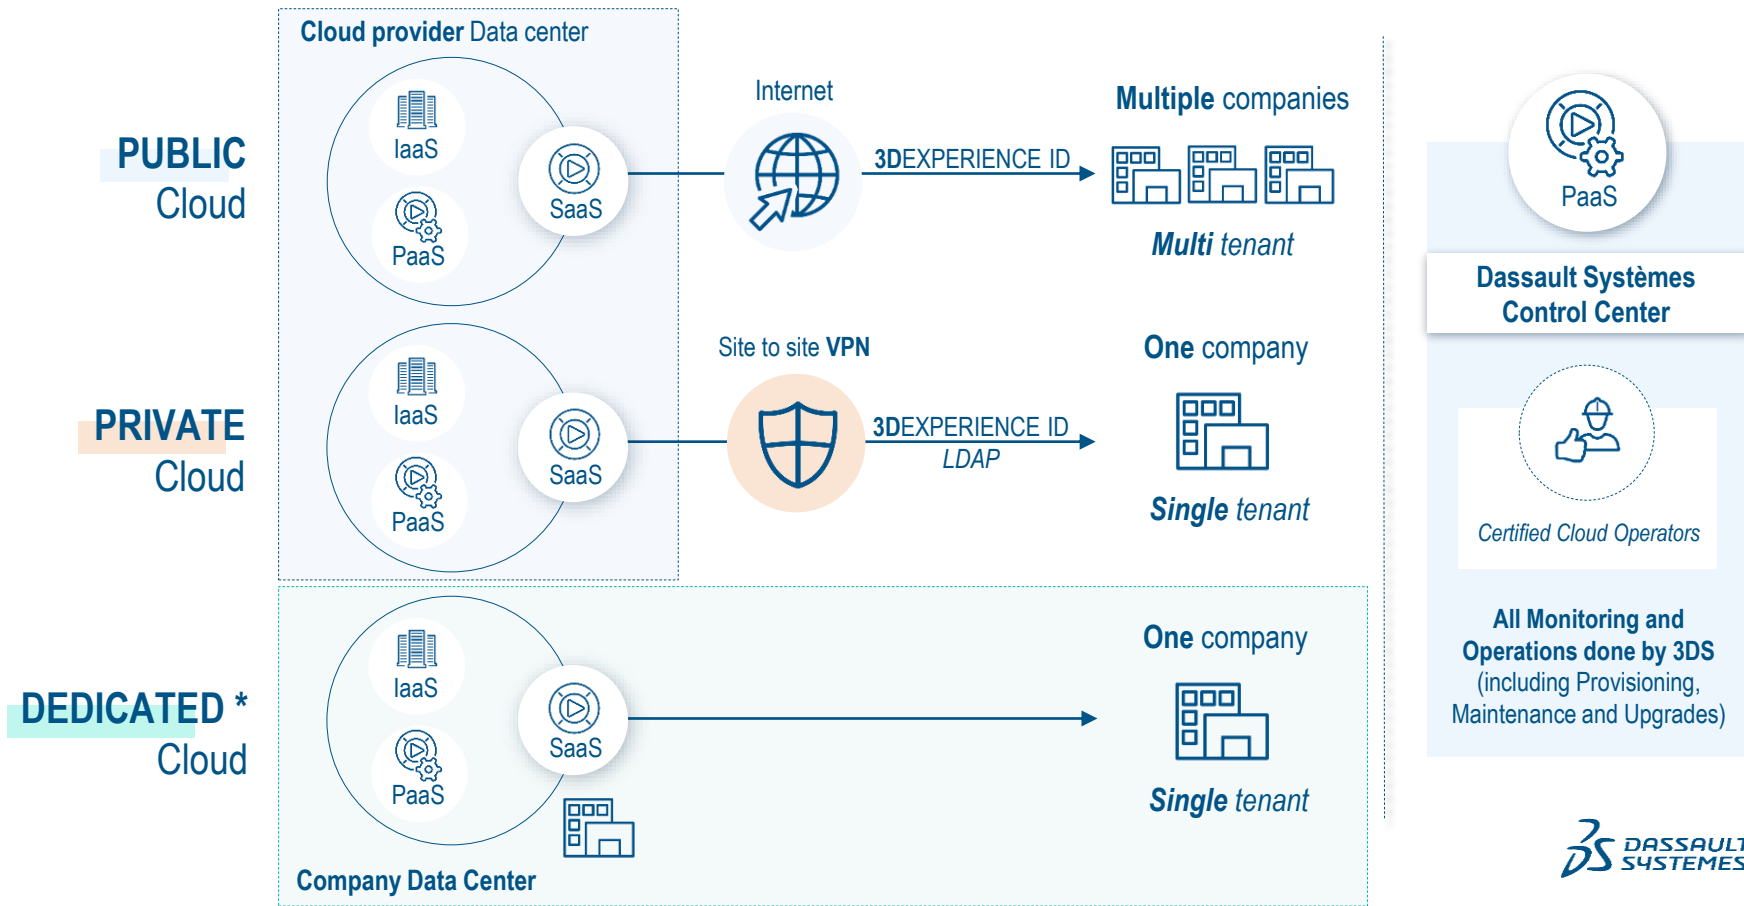 Cloud provider Data center
PUBLIC
Cloud
IaaS
PaaS
SaaS
Internet
3DEXPERIENCE ID
Multiple companies
Multi tenant
PRIVATE
Cloud
IaaS
PaaS
SaaS
Site to site VPN
3DEXPERIENCE ID
LDAP
One company
Single tenant
DEDICATED *
Cloud
IaaS
PaaS
SaaS
Company Data Center
One company
Single tenant
PaaS
Dassault Systèmes
Control Center
Certified Cloud Operators
All Monitoring and
Operations done by 3DS
(including Provisioning,
Maintenance and Upgrades)
3DS DASSAULT
SYSTEMES